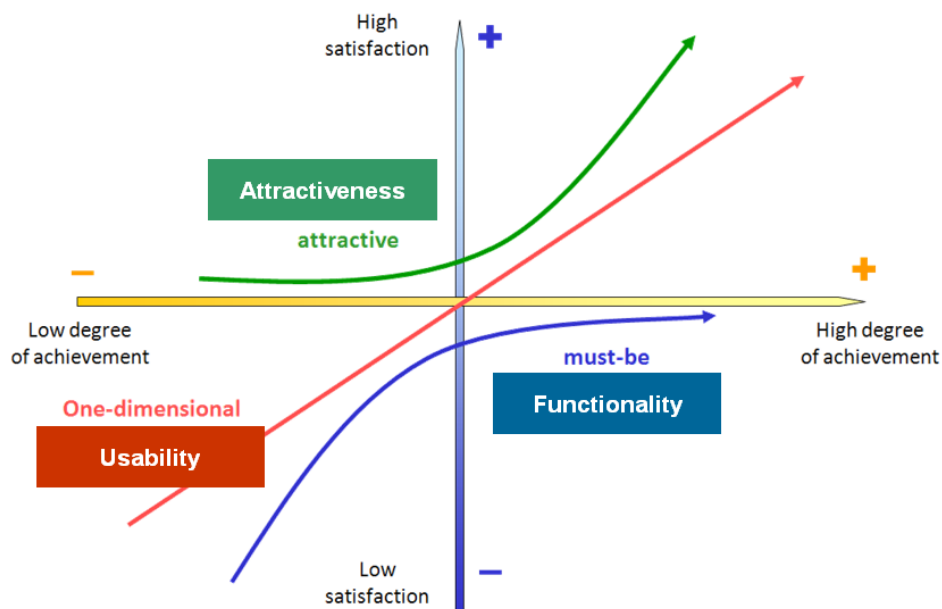 High
satisfaction
+
Attractiveness
attractive
−
+
Low degree
of achievement
High degree
of achievement
must-be
One-dimensional
Functionality
Usability
Low
satisfaction
−